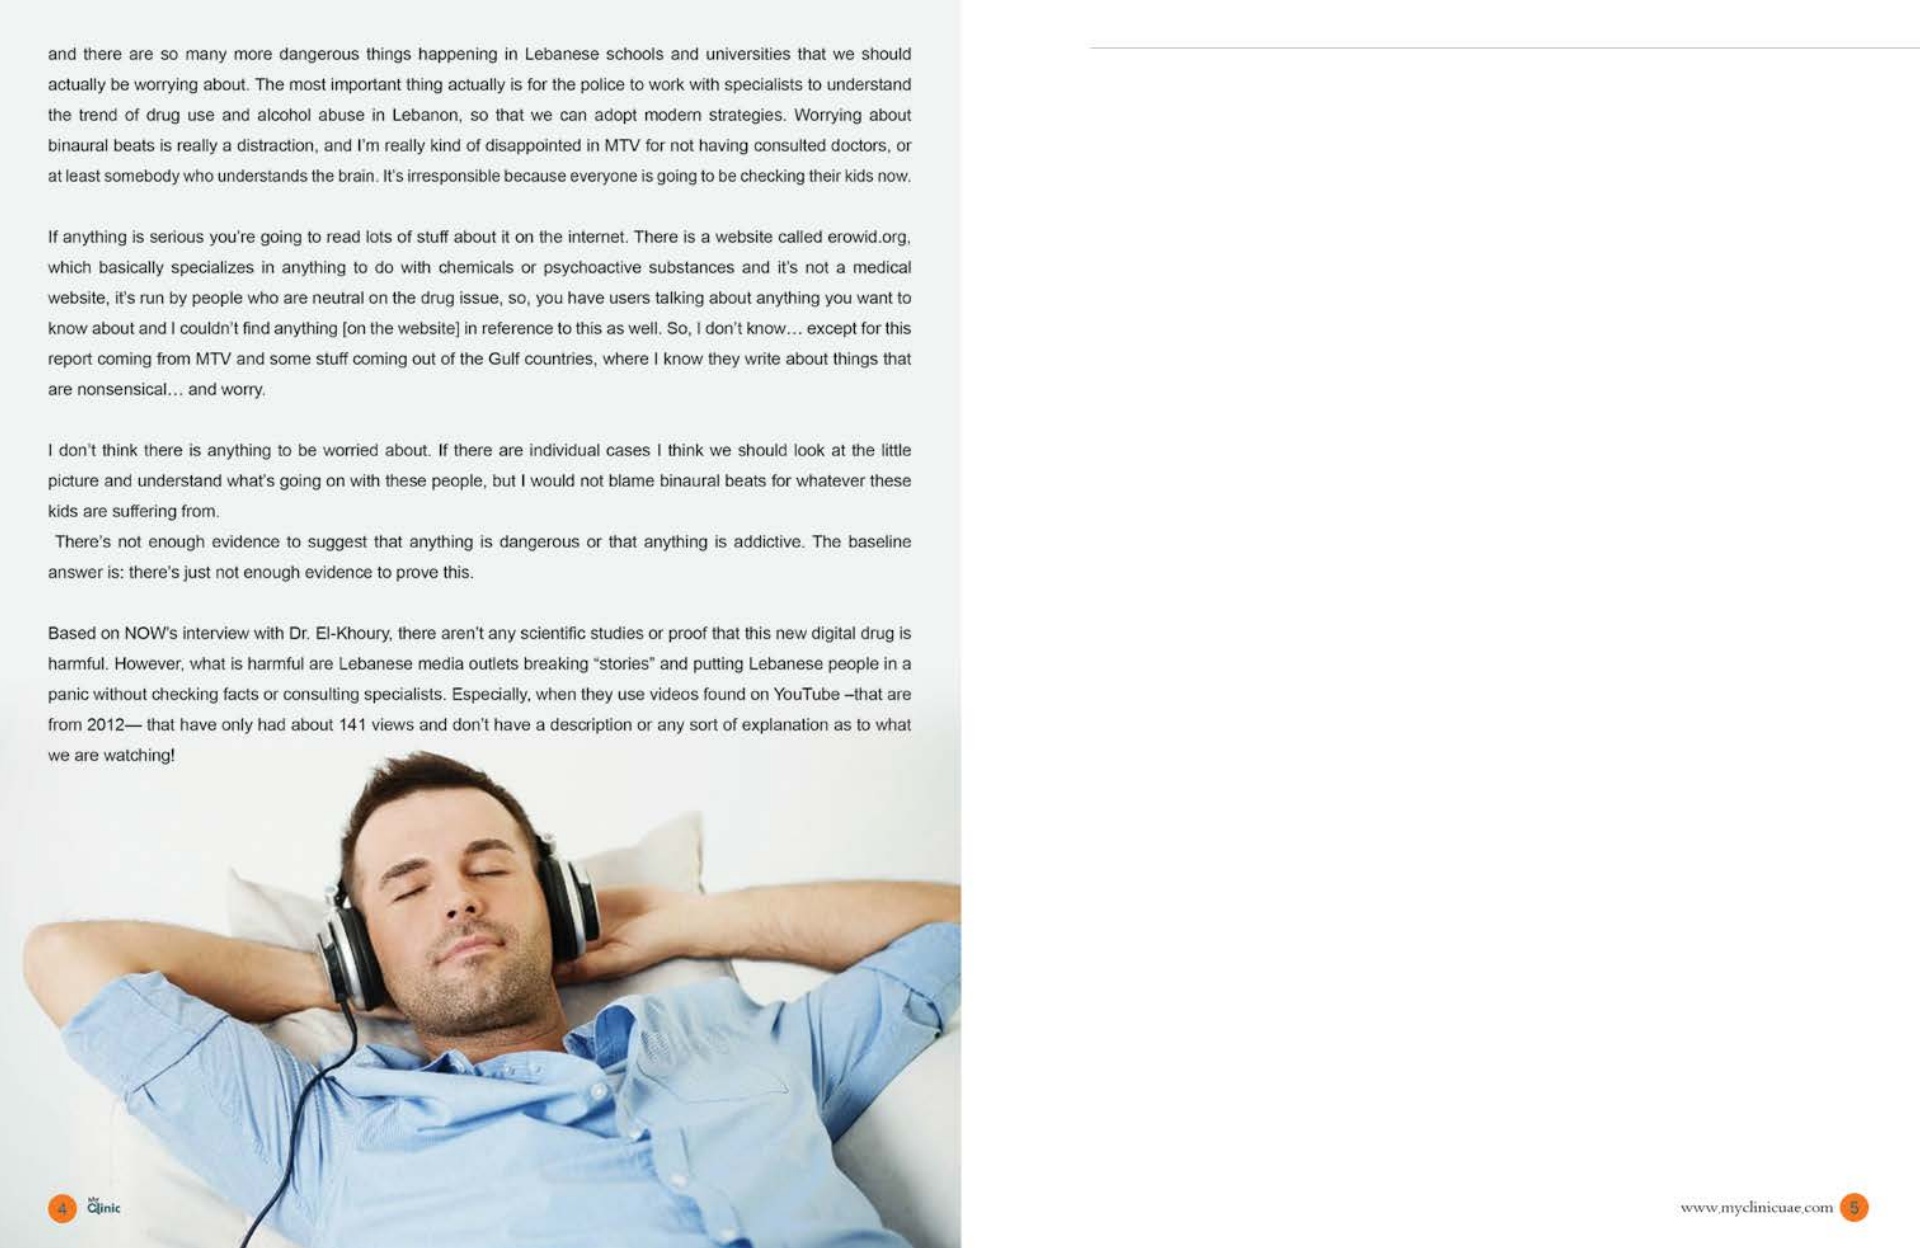 and there are so many more dangerous things happening in Lebanese schools and universities that we should
actually be worrying about. The most important thing actually is for the police to work with specialists to understand
the trend of drug use and alcohol abuse in Lebanon, so that we can adopt modern strategies. Worrying about
binaural beats is really a distraction, and I'm really kind of disappointed in MTV for not having consulted doctors, or
at least somebody who understands the brain. It's irresponsible because everyone is going to be checking their kids now.
If anything is serious you're going to read lots of stuff about it on the internet. There is a website called erowid.org,
which basically specializes in anything to do with chemicals or psychoactive substances and it's not a medical
website, it's run by people who are neutral on the drug issue, so, you have users talking about anything you want to
know about and I couldn't find anything [on the website] in reference to this as well. So, I don't know… except for this
report coming from MTV and some stuff coming out of the Gulf countries, where I know they write about things that
are nonsensical… and worry.
I don't think there is anything to be worried about. If there are individual cases I think we should look at the little
picture and understand what's going on with these people, but I would not blame binaural beats for whatever these
kids are suffering from.
There's not enough evidence to suggest that anything is dangerous or that anything is addictive. The baseline
answer is: there's just not enough evidence to prove this.
Based on NOW's interview with Dr. El-Khoury, there aren't any scientific studies or proof that this new digital drug is
harmful. However, what is harmful are Lebanese media outlets breaking “stories” and putting Lebanese people in a
panic without checking facts or consulting specialists. Especially, when they use videos found on YouTube –that are
from 2012— that have only had about 141 views and don't have a description or any sort of explanation as to what
we are watching!
4 My Clinic
www.myclinicuae.com 5